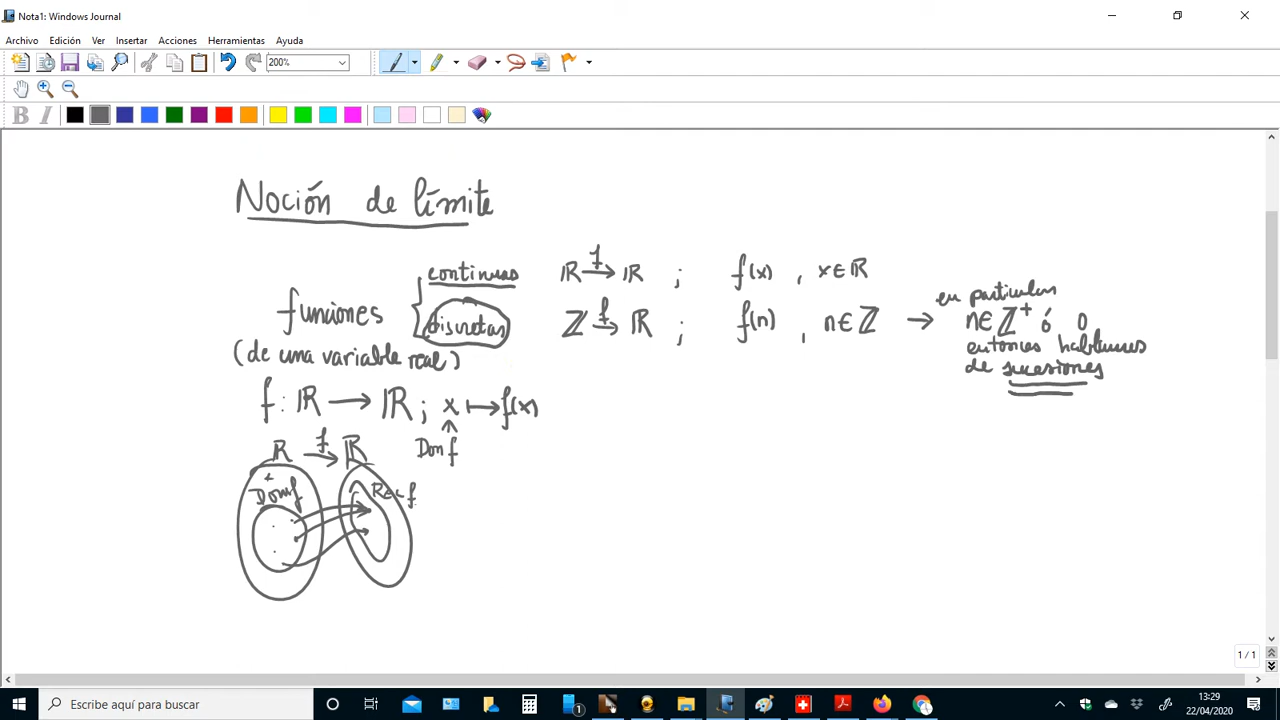 Nota1: Windows Journal
Archivo Edición Ver Insertar Acciones Herramientas Ayuda
200%
B I
Noción de límite
funciones
(de una variable real)
continuas ℝ →f ℝ ; f(x) , x∈ℝ
discretas ℤ →f ℝ ; f(n) , n∈ℤ →
en particular
n∈ℤ⁺ ó 0
entonces hablamos
de sucesiones
f: ℝ ⟶ ℝ ; x ⟼ f(x)
Dom f
ℝ →f ℝ
Dom f Rec f
1 / 1
Escribe aquí para buscar
13:29
22/04/2020